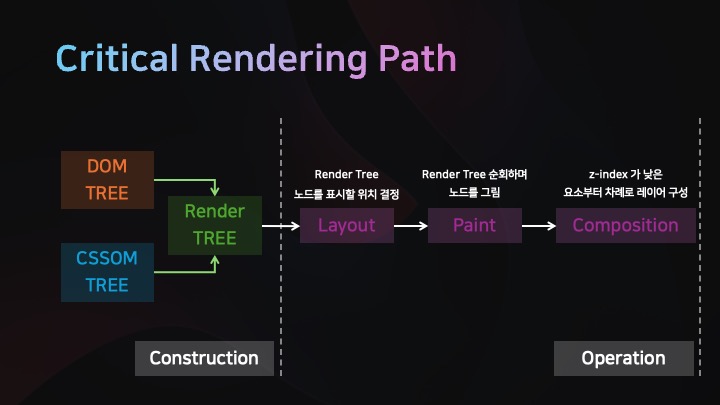 Critical Rendering Path
DOM
TREE
CSSOM
TREE
Render
TREE
Render Tree
노드를 표시할 위치 결정
Layout
Render Tree 순회하며
노드를 그림
Paint
z-index 가 낮은
요소부터 차례로 레이어 구성
Composition
Construction
Operation